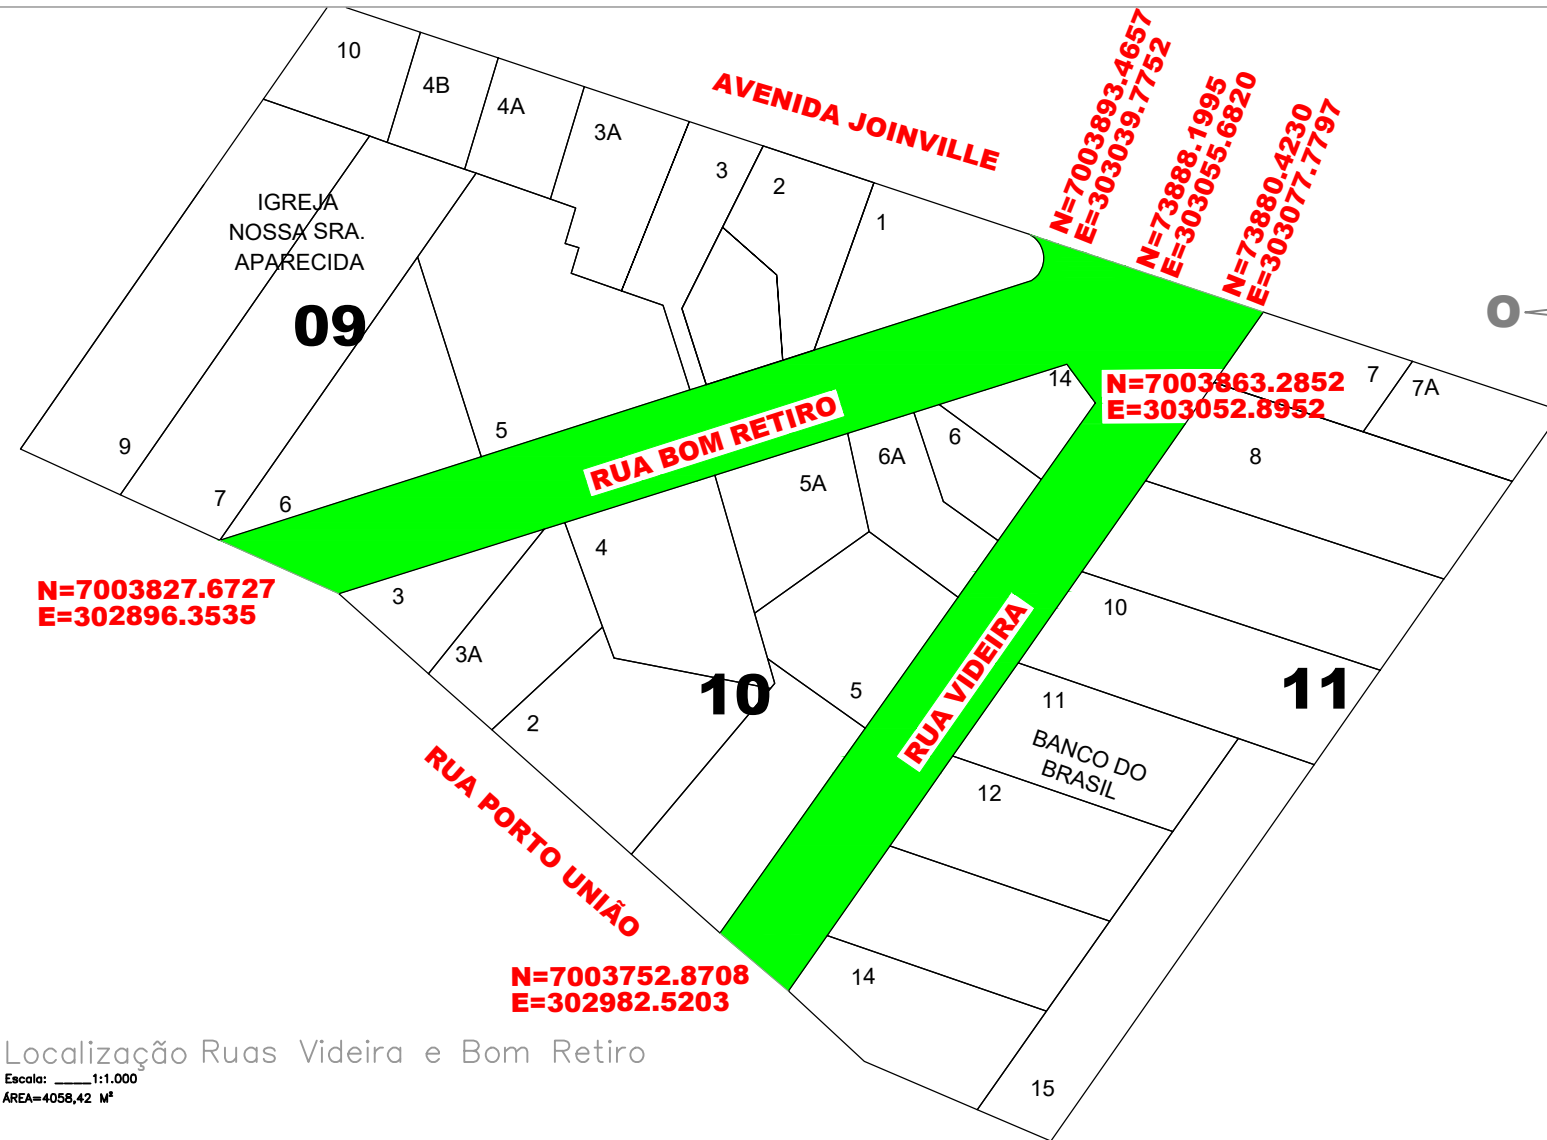 10
4B
4A
3A
3
2
1
AVENIDA JOINVILLE
N=7003893.4657
E=303039.7752
N=73888.1995
E=303055.6820
N=73880.4230
E=303077.7797
IGREJA
NOSSA SRA.
APARECIDA
09
O
9
7
6
5
RUA BOM RETIRO
14
N=7003863.2852
E=303052.8952
7
7A
8
6
6A
5A
4
3
3A
2
10
5
N=7003827.6727
E=302896.3535
RUA VIDEIRA
10
11
11
BANCO DO
BRASIL
12
14
15
RUA PORTO UNIÃO
N=7003752.8708
E=302982.5203
Localização Ruas Videira e Bom Retiro
Escala: ____1:1.000
ÁREA=4058,42 M²